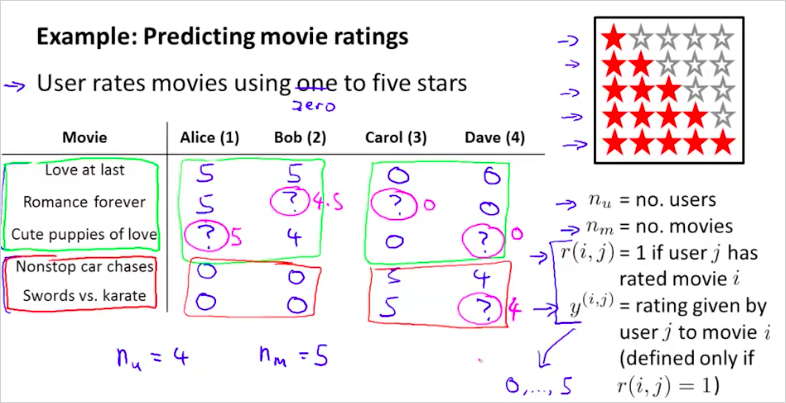 Example: Predicting movie ratings
→ User rates movies using one to five stars
zero
Movie Alice (1) Bob (2) Carol (3) Dave (4)
Love at last 5 5 0 0
Romance forever 5 ? 4.5 ? 0 0
Cute puppies of love ? 5 4 0 ? 0
Nonstop car chases 0 0 5 4
Swords vs. karate 0 0 5 ? 4
n_u = 4 n_m = 5
→ n_u = no. users
→ n_m = no. movies
→ r(i, j) = 1 if user j has
rated movie i
→ y^(i,j) = rating given by
user j to movie i
(defined only if
r(i, j) = 1)
0, ..., 5